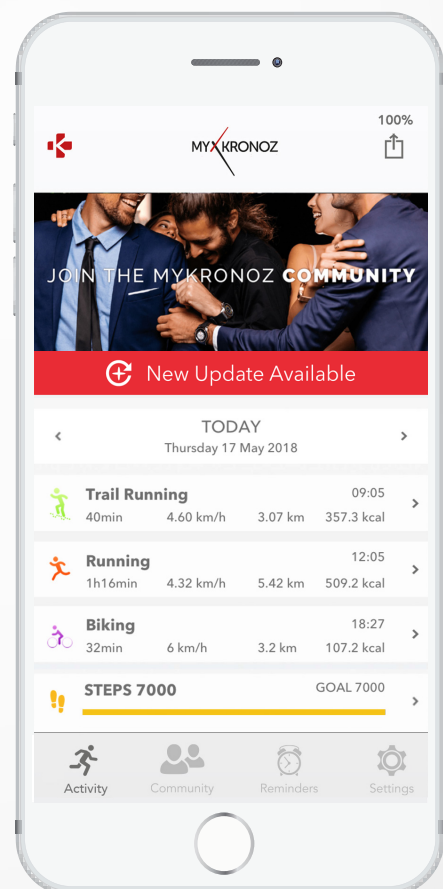 100%
MYKRONOZ
JOIN THE MYKRONOZ COMMUNITY
New Update Available
TODAY
Thursday 17 May 2018
Trail Running 09:05
40min 4.60 km/h 3.07 km 357.3 kcal
Running 12:05
1h16min 4.32 km/h 5.42 km 509.2 kcal
Biking 18:27
32min 6 km/h 3.2 km 107.2 kcal
STEPS 7000 GOAL 7000
Activity Community Reminders Settings